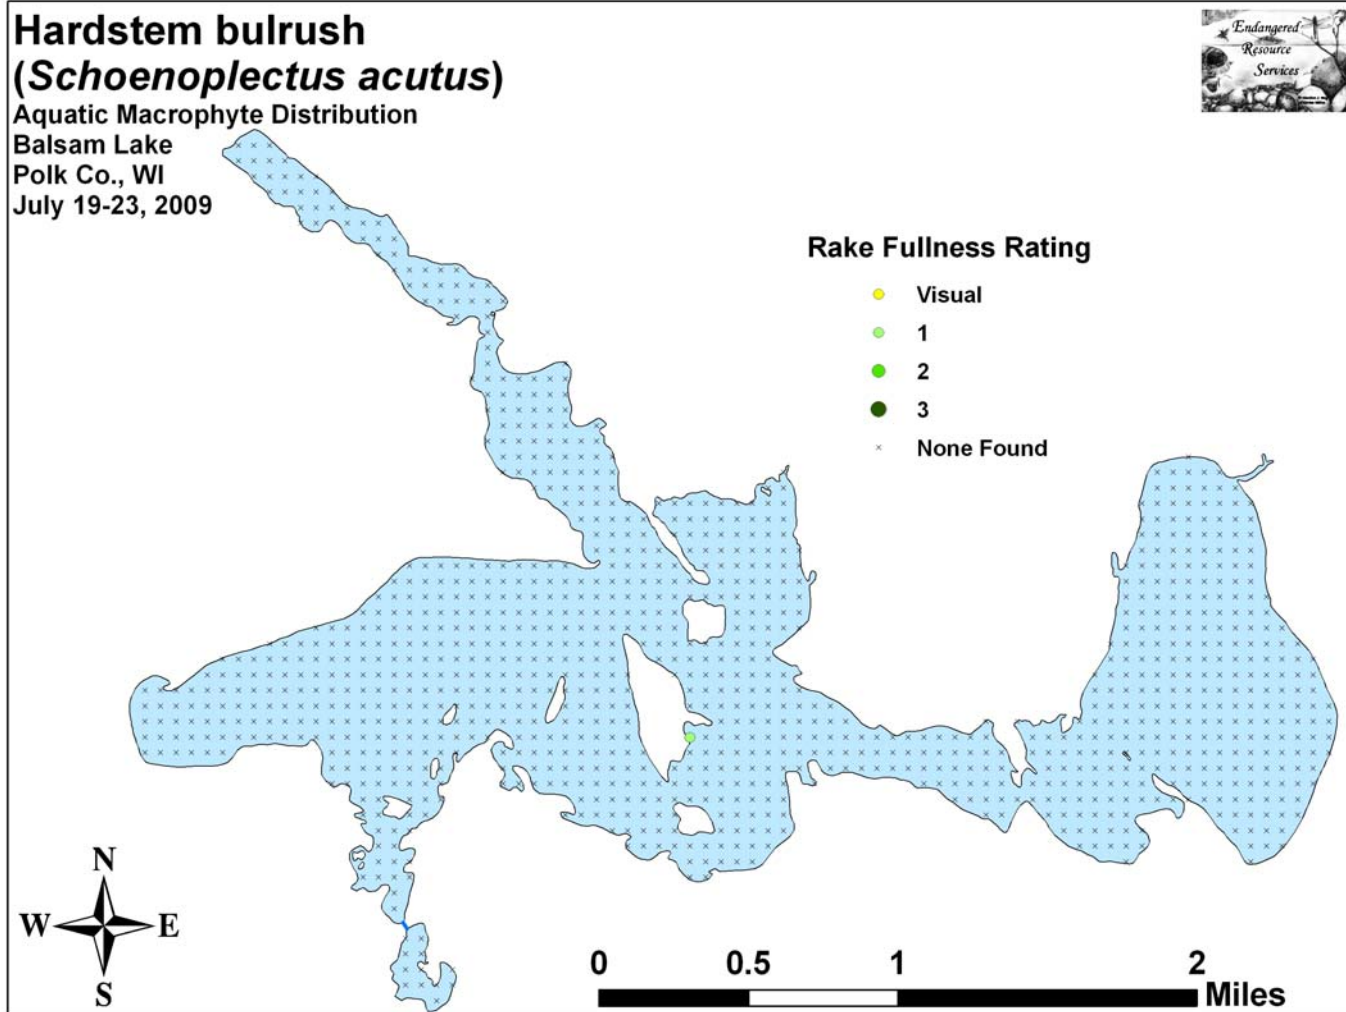 Hardstem bulrush
(Schoenoplectus acutus)
Aquatic Macrophyte Distribution
Balsam Lake
Polk Co., WI
July 19-23, 2009
Endangered
Resource
Services
Rake Fullness Rating
Visual
1
2
3
None Found
N
W E
S
0 0.5 1 2
Miles